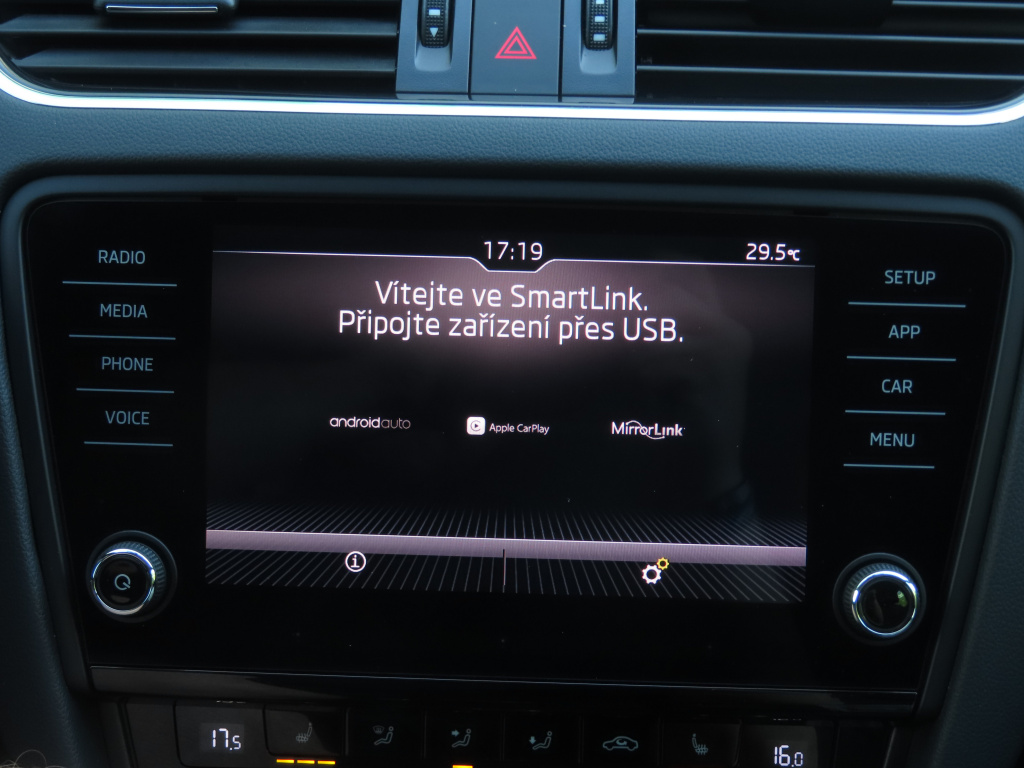 17:19
29.5°C
RADIO
MEDIA
PHONE
VOICE
Vítejte ve SmartLink.
Připojte zařízení přes USB.
androidauto
Apple CarPlay
MirrorLink
SETUP
APP
CAR
MENU
17.5
16.0